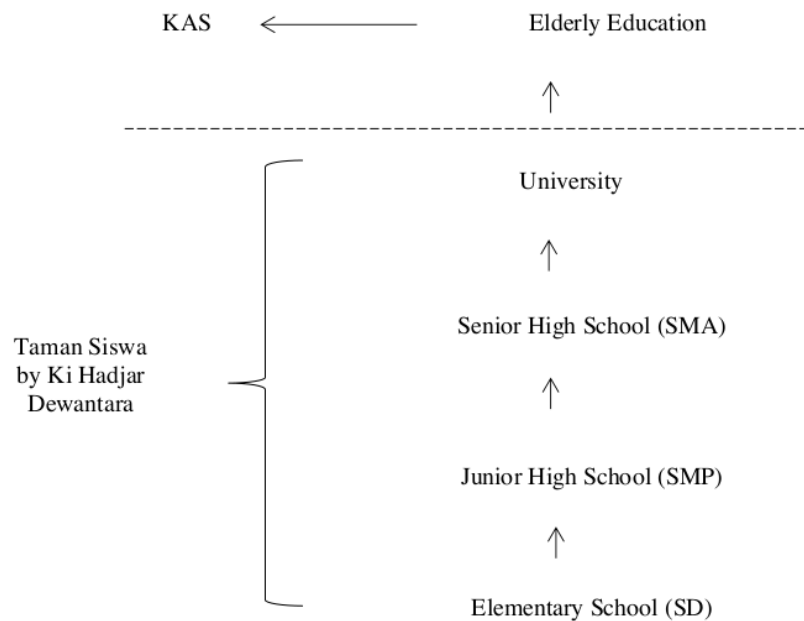 KAS
Elderly Education
University
Senior High School (SMA)
Taman Siswa
by Ki Hadjar
Dewantara
Junior High School (SMP)
Elementary School (SD)